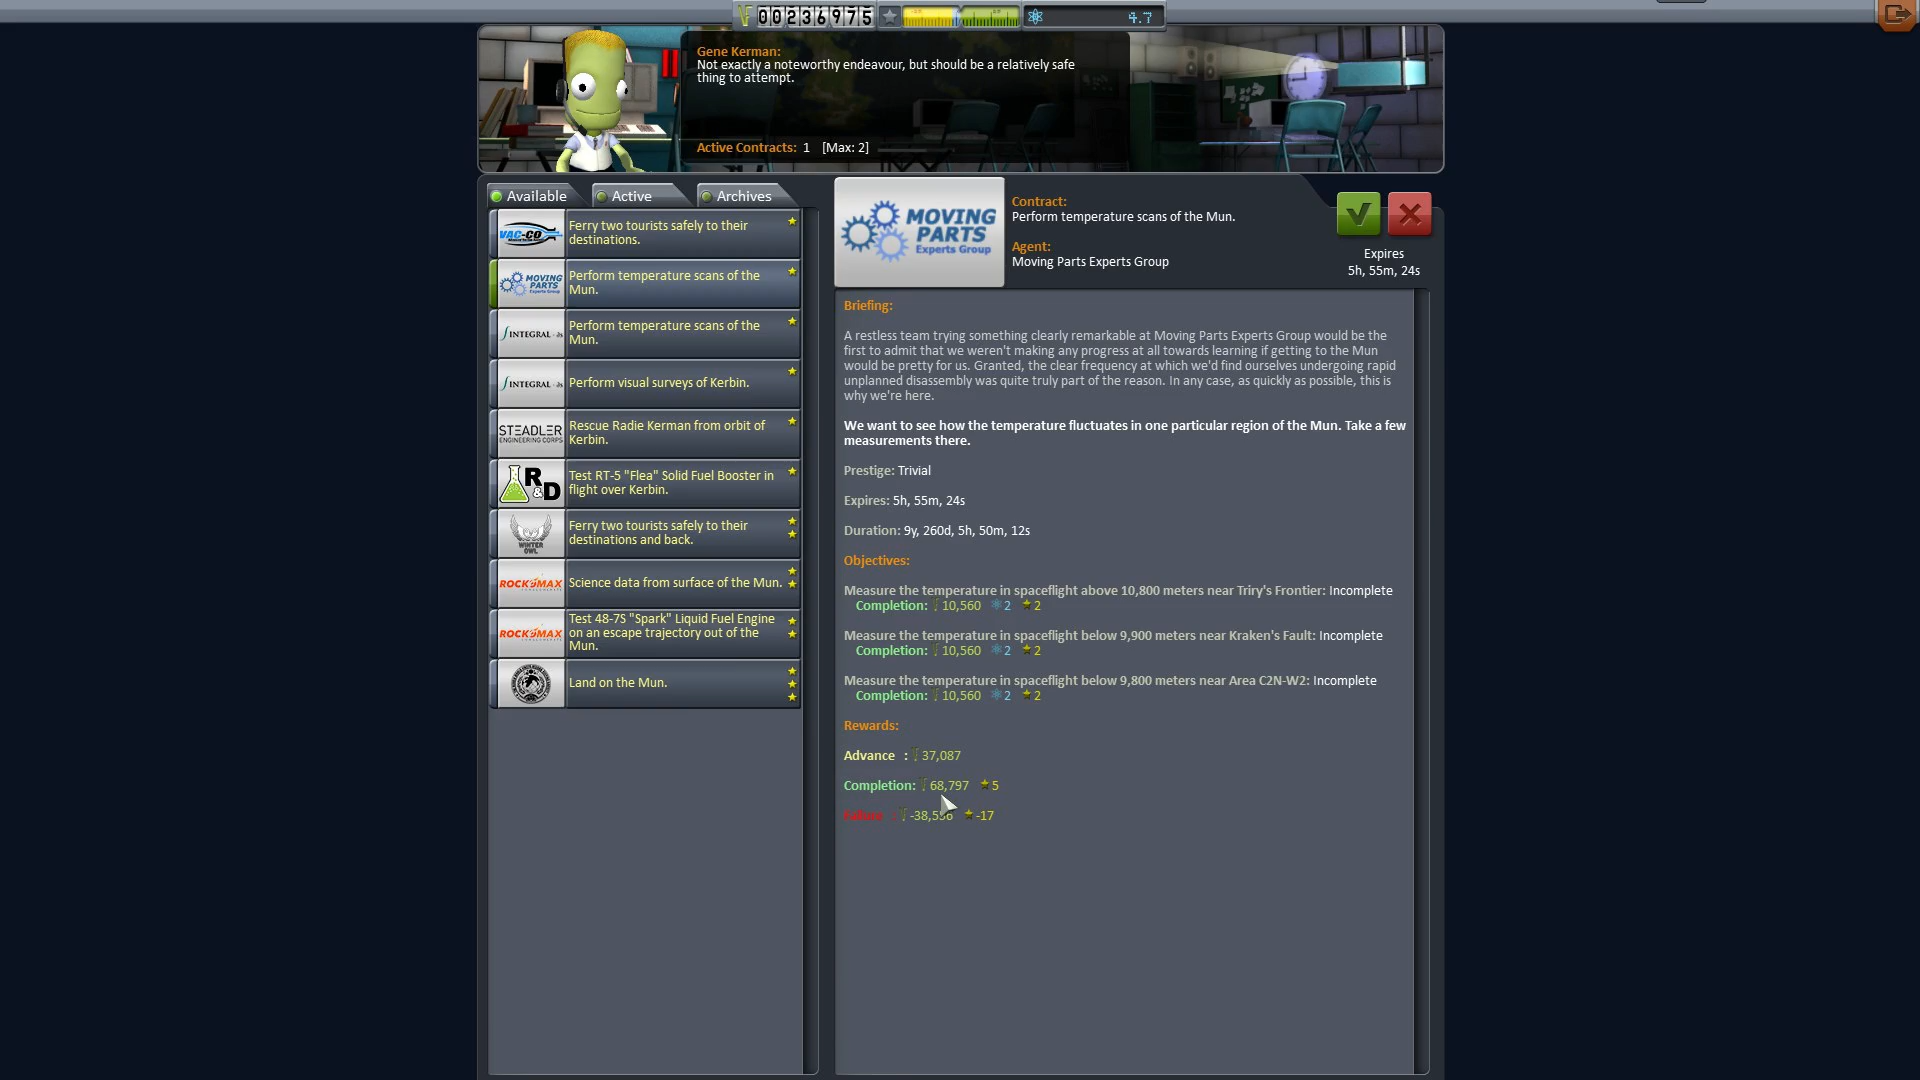 00236975
4.7
Gene Kerman:
Not exactly a noteworthy endeavour, but should be a relatively safe
thing to attempt.
Active Contracts: 1 [Max: 2]
Available
Active
Archives
VAC-CO
Ferry two tourists safely to their
destinations.
MOVING
PARTS
Perform temperature scans of the
Mun.
INTEGRAL
Perform temperature scans of the
Mun.
INTEGRAL
Perform visual surveys of Kerbin.
STEADLER
ENGINEERING CORPS
Rescue Radie Kerman from orbit of
Kerbin.
R&D
Test RT-5 "Flea" Solid Fuel Booster in
flight over Kerbin.
WINTER
OWL
Ferry two tourists safely to their
destinations and back.
ROCKOMAX
Science data from surface of the Mun.
ROCKOMAX
Test 48-7S "Spark" Liquid Fuel Engine
on an escape trajectory out of the
Mun.
Land on the Mun.
MOVING
PARTS
Experts Group
Contract:
Perform temperature scans of the Mun.
Agent:
Moving Parts Experts Group
Expires
5h, 55m, 24s
Briefing:
A restless team trying something clearly remarkable at Moving Parts Experts Group would be the
first to admit that we weren't making any progress at all towards learning if getting to the Mun
would be pretty for us. Granted, the clear frequency at which we'd find ourselves undergoing rapid
unplanned disassembly was quite truly part of the reason. In any case, as quickly as possible, this is
why we're here.
We want to see how the temperature fluctuates in one particular region of the Mun. Take a few
measurements there.
Prestige: Trivial
Expires: 5h, 55m, 24s
Duration: 9y, 260d, 5h, 50m, 12s
Objectives:
Measure the temperature in spaceflight above 10,800 meters near Triry's Frontier: Incomplete
Completion: 10,560 2 2
Measure the temperature in spaceflight below 9,900 meters near Kraken's Fault: Incomplete
Completion: 10,560 2 2
Measure the temperature in spaceflight below 9,800 meters near Area C2N-W2: Incomplete
Completion: 10,560 2 2
Rewards:
Advance : 37,087
Completion: 68,797 5
Failure : -17